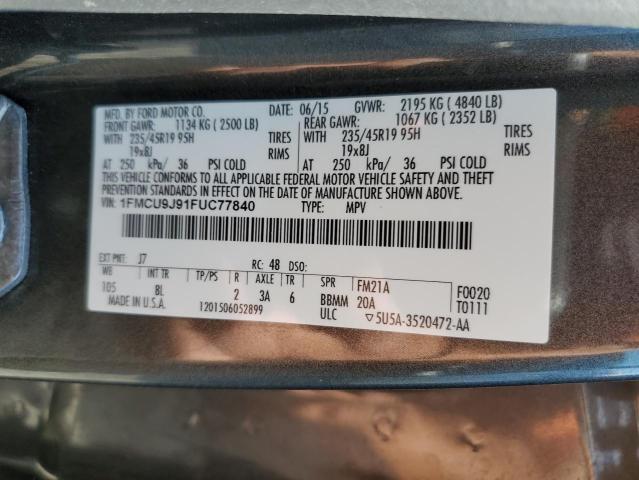 MFD. BY FORD MOTOR CO. DATE: 06/15 GVWR: 2195 KG ( 4840 LB)
FRONT GAWR: 1134 KG ( 2500 LB) REAR GAWR: 1067 KG ( 2352 LB)
WITH 235/45R19 95H TIRES WITH 235/45R19 95H TIRES
19x8J RIMS 19x8J RIMS
AT 250 kPa/ 36 PSI COLD AT 250 kPa/ 36 PSI COLD
THIS VEHICLE CONFORMS TO ALL APPLICABLE FEDERAL MOTOR VEHICLE SAFETY AND THEFT
PREVENTION STANDARDS IN EFFECT ON THE DATE OF MANUFACTURE SHOWN ABOVE.
VIN: 1FMCU9J91FUC77840 TYPE: MPV
EXT PNT: J7 RC: 48 DSO:
WB INT TR TP/PS R AXLE TR SPR FM21A F0020
105 8L 2 3A 6 BBMM 20A T0111
MADE IN U.S.A. 1201506052899 ULC ▽5U5A-3520472-AA